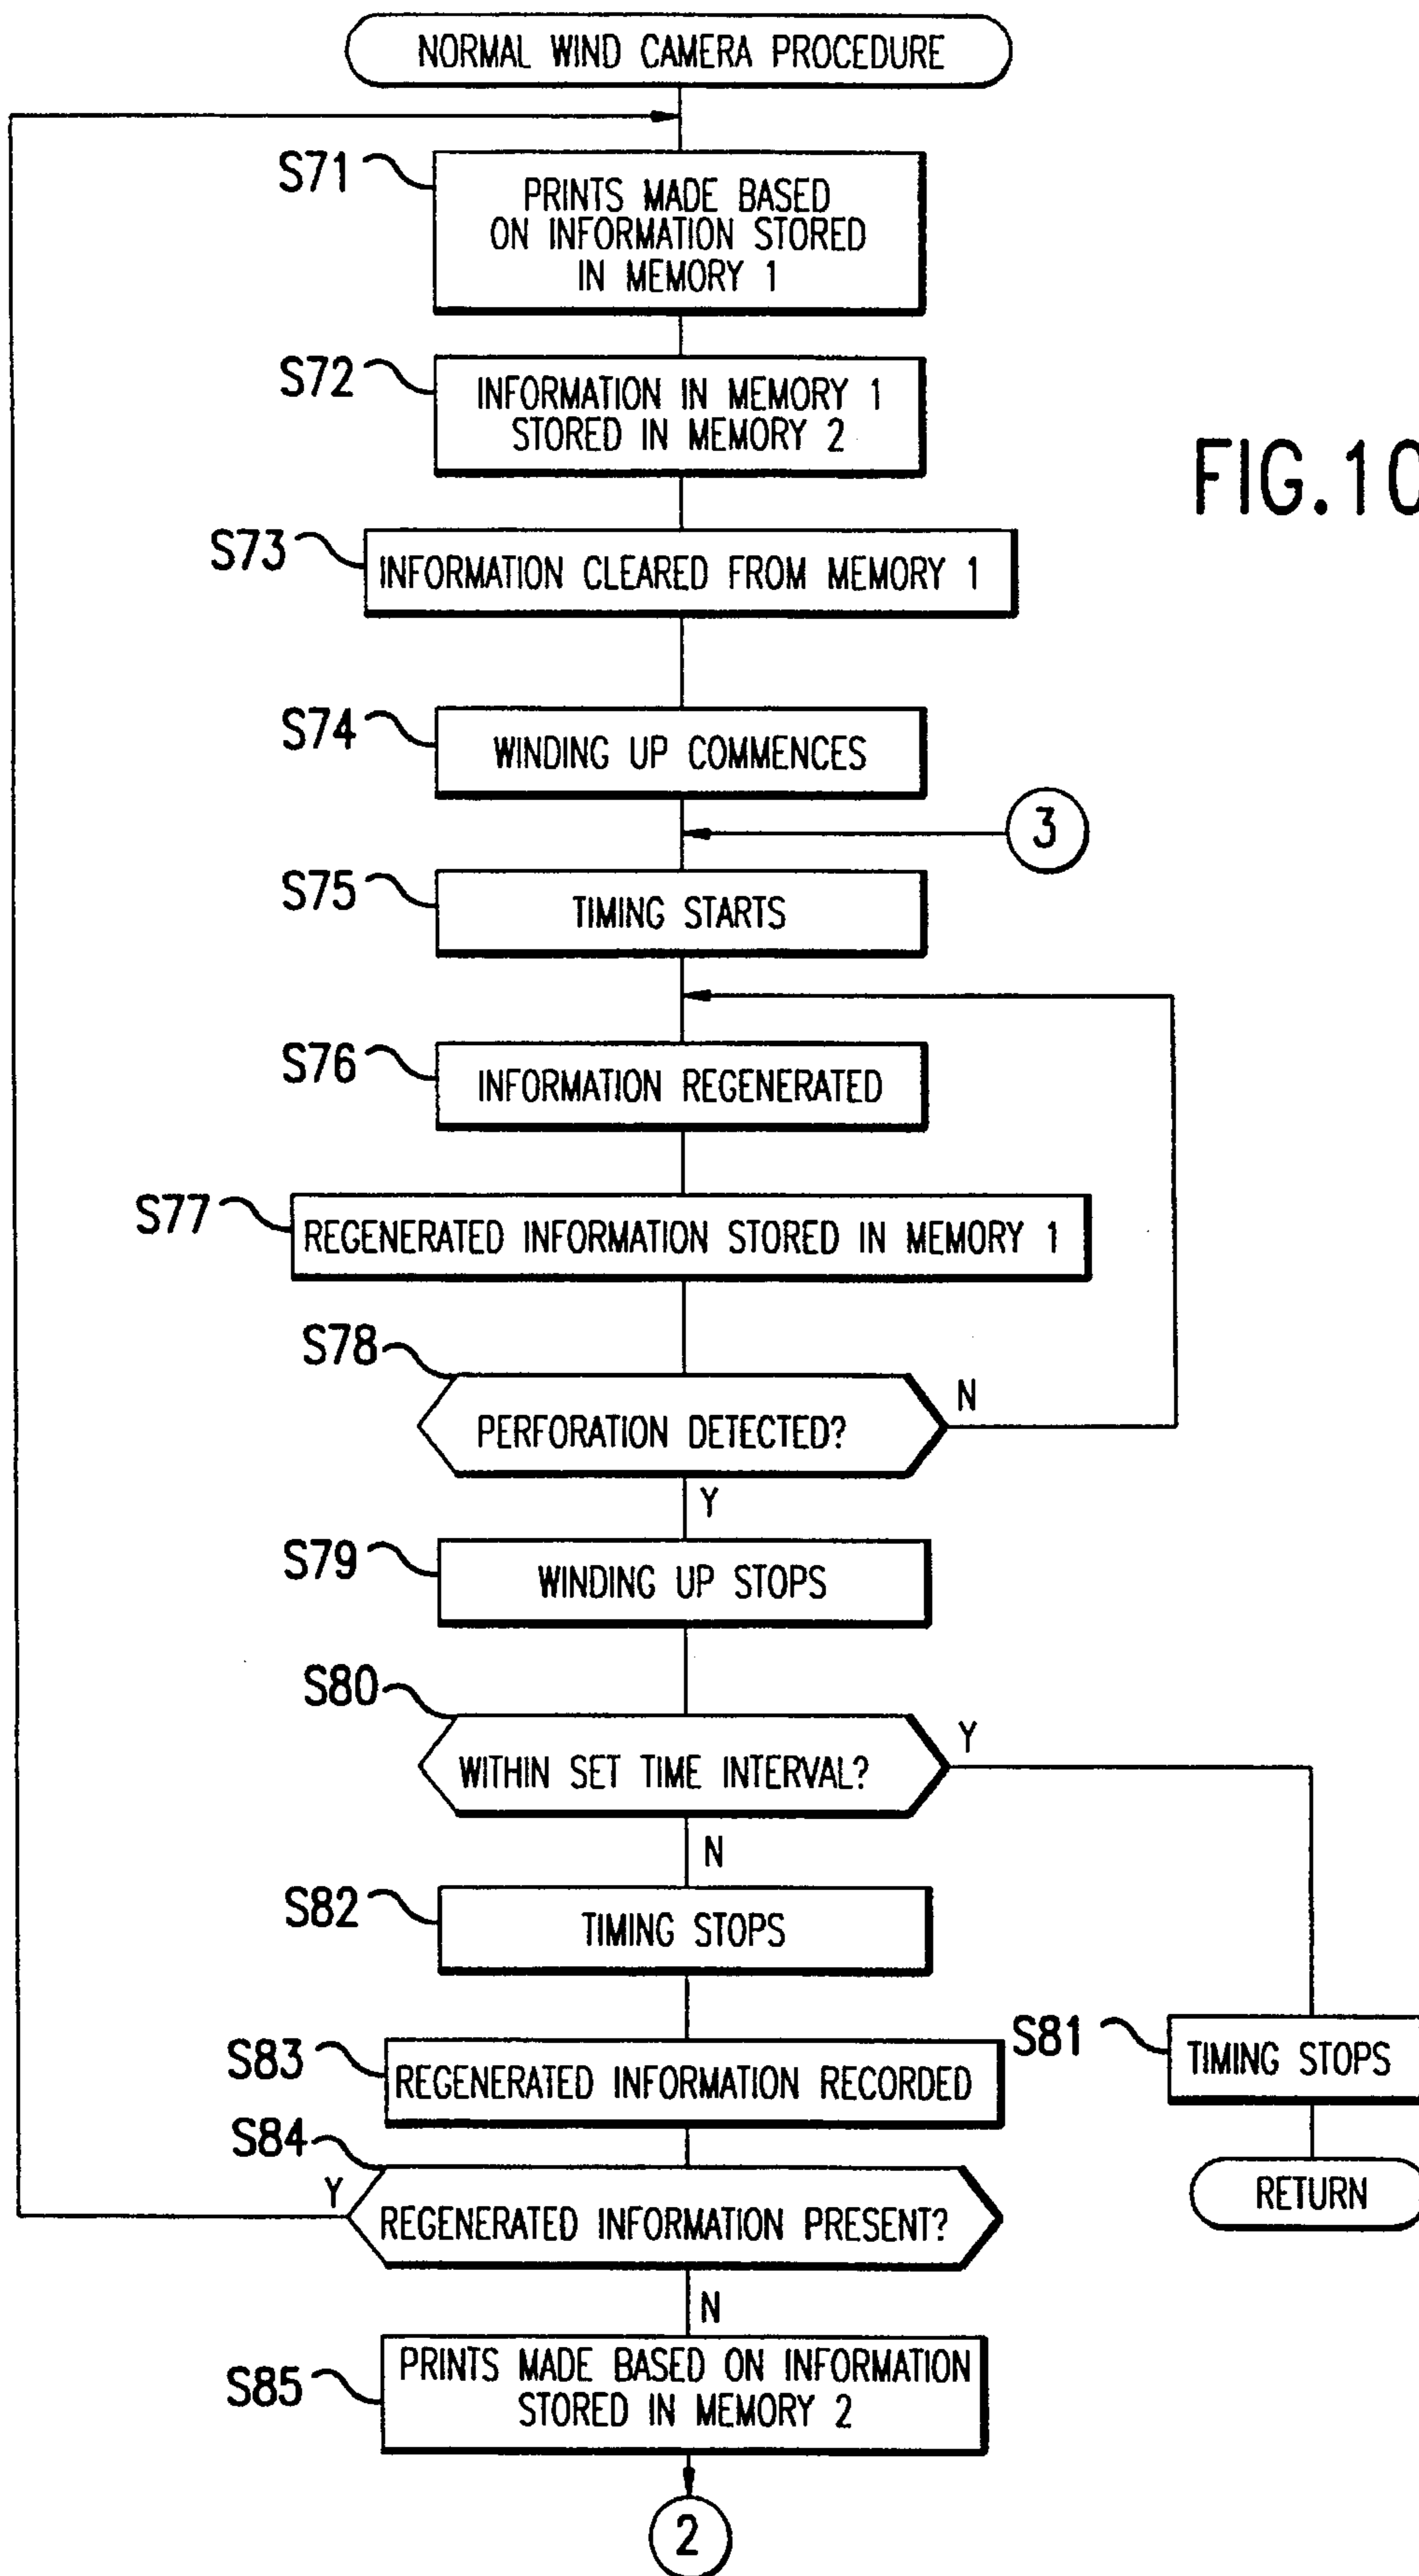 NORMAL WIND CAMERA PROCEDURE
S71
PRINTS MADE BASED
ON INFORMATION STORED
IN MEMORY 1
S72
INFORMATION IN MEMORY 1
STORED IN MEMORY 2
FIG.10
S73
INFORMATION CLEARED FROM MEMORY 1
S74
WINDING UP COMMENCES
3
S75
TIMING STARTS
S76
INFORMATION REGENERATED
S77
REGENERATED INFORMATION STORED IN MEMORY 1
S78
PERFORATION DETECTED?
N
Y
S79
WINDING UP STOPS
S80
WITHIN SET TIME INTERVAL?
Y
N
S82
TIMING STOPS
S81
TIMING STOPS
S83
REGENERATED INFORMATION RECORDED
S84
Y
REGENERATED INFORMATION PRESENT?
RETURN
N
S85
PRINTS MADE BASED ON INFORMATION
STORED IN MEMORY 2
2